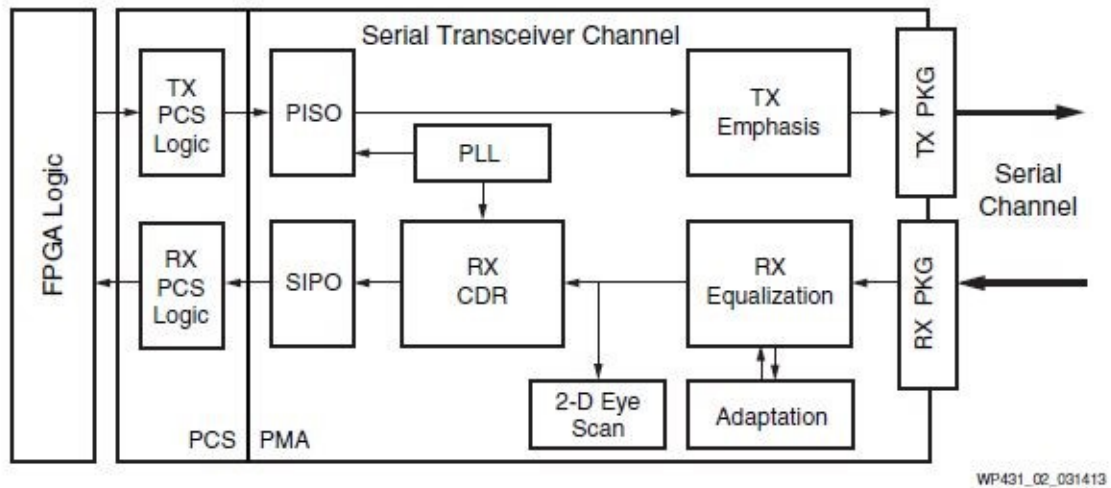 Serial Transceiver Channel
FPGA Logic
TX
PCS
Logic
PISO
TX
Emphasis
TX PKG
PLL
Serial
Channel
RX
PCS
Logic
SIPO
RX
CDR
RX
Equalization
RX PKG
2-D Eye
Scan
Adaptation
PCS
PMA
WP431_02_031413